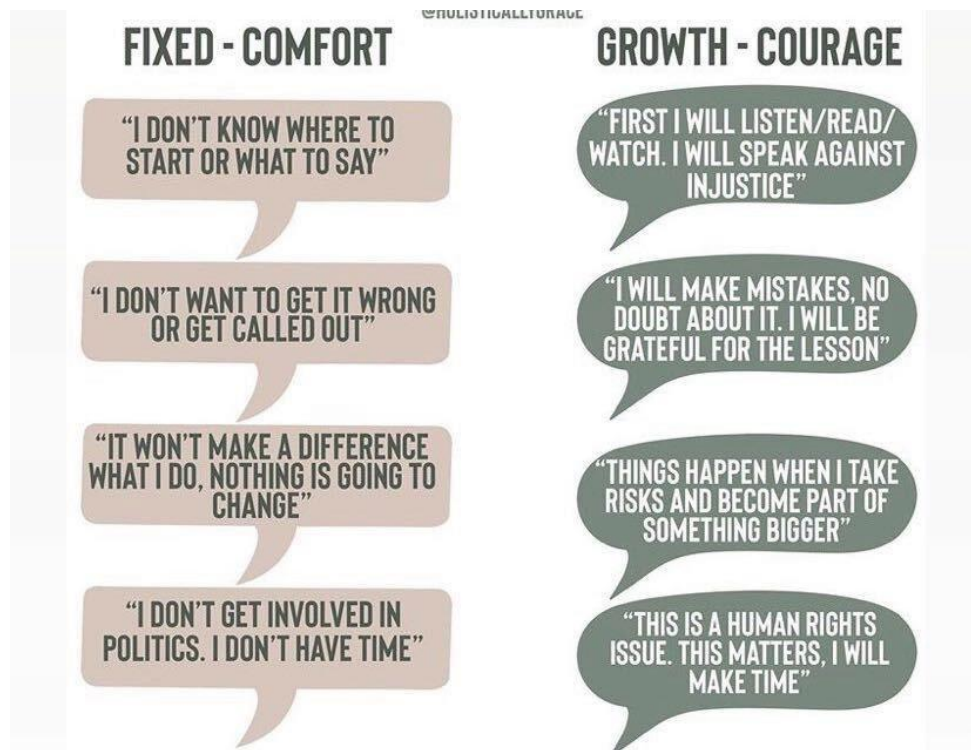 @HOLISTICALLYGRACE
FIXED - COMFORT
GROWTH - COURAGE
“I DON’T KNOW WHERE TO
START OR WHAT TO SAY”
“FIRST I WILL LISTEN/READ/
WATCH. I WILL SPEAK AGAINST
INJUSTICE”
“I DON’T WANT TO GET IT WRONG
OR GET CALLED OUT”
“I WILL MAKE MISTAKES, NO
DOUBT ABOUT IT. I WILL BE
GRATEFUL FOR THE LESSON”
“IT WON’T MAKE A DIFFERENCE
WHAT I DO, NOTHING IS GOING TO
CHANGE”
“THINGS HAPPEN WHEN I TAKE
RISKS AND BECOME PART OF
SOMETHING BIGGER”
“I DON’T GET INVOLVED IN
POLITICS. I DON’T HAVE TIME”
“THIS IS A HUMAN RIGHTS
ISSUE. THIS MATTERS, I WILL
MAKE TIME”